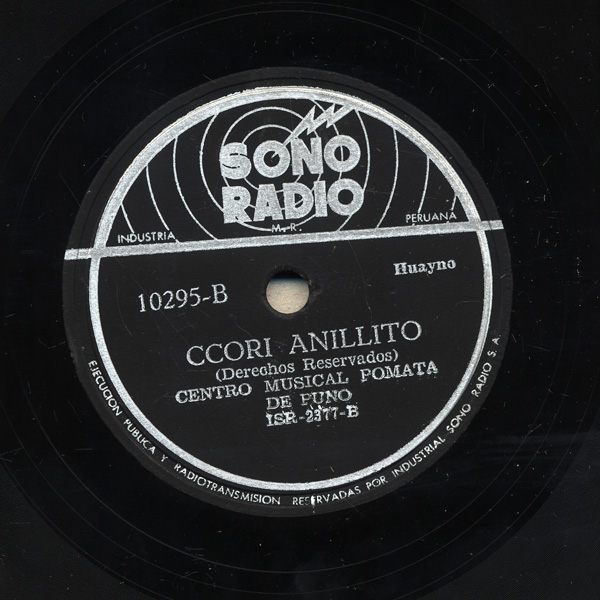 SONO
RADIO
M. R.
INDUSTRIA
PERUANA
10295-B
Huayno
CCORI ANILLITO
(Derechos Reservados)
CENTRO MUSICAL POMATA
DE PUNO
ISR-2377-B
EJECUCION PUBLICA Y RADIOTRANSMISION RESERVADAS POR INDUSTRIAL SONO RADIO S.A.